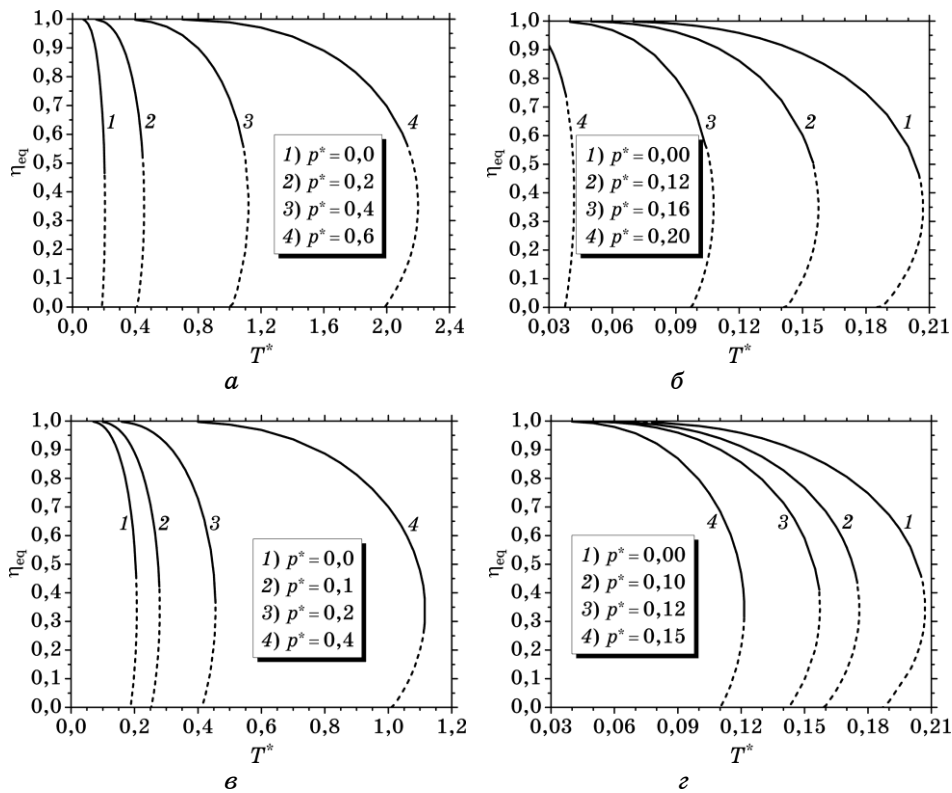 1,0
0,9
0,8
0,7
0,6
0,5
0,4
0,3
0,2
0,1
0,0
ηeq
1 2 3 4
1) p* = 0,0
2) p* = 0,2
3) p* = 0,4
4) p* = 0,6
0,0 0,4 0,8 1,2 1,6 2,0 2,4
T*
а
1,0
0,9
0,8
0,7
0,6
0,5
0,4
0,3
0,2
0,1
0,0
ηeq
4 3 2 1
1) p* = 0,00
2) p* = 0,12
3) p* = 0,16
4) p* = 0,20
0,03 0,06 0,09 0,12 0,15 0,18 0,21
T*
б
1,0
0,9
0,8
0,7
0,6
0,5
0,4
0,3
0,2
0,1
0,0
ηeq
1 2 3 4
1) p* = 0,0
2) p* = 0,1
3) p* = 0,2
4) p* = 0,4
0,0 0,2 0,4 0,6 0,8 1,0 1,2
T*
в
1,0
0,9
0,8
0,7
0,6
0,5
0,4
0,3
0,2
0,1
0,0
ηeq
4 3 2 1
1) p* = 0,00
2) p* = 0,10
3) p* = 0,12
4) p* = 0,15
0,03 0,06 0,09 0,12 0,15 0,18 0,21
T*
г